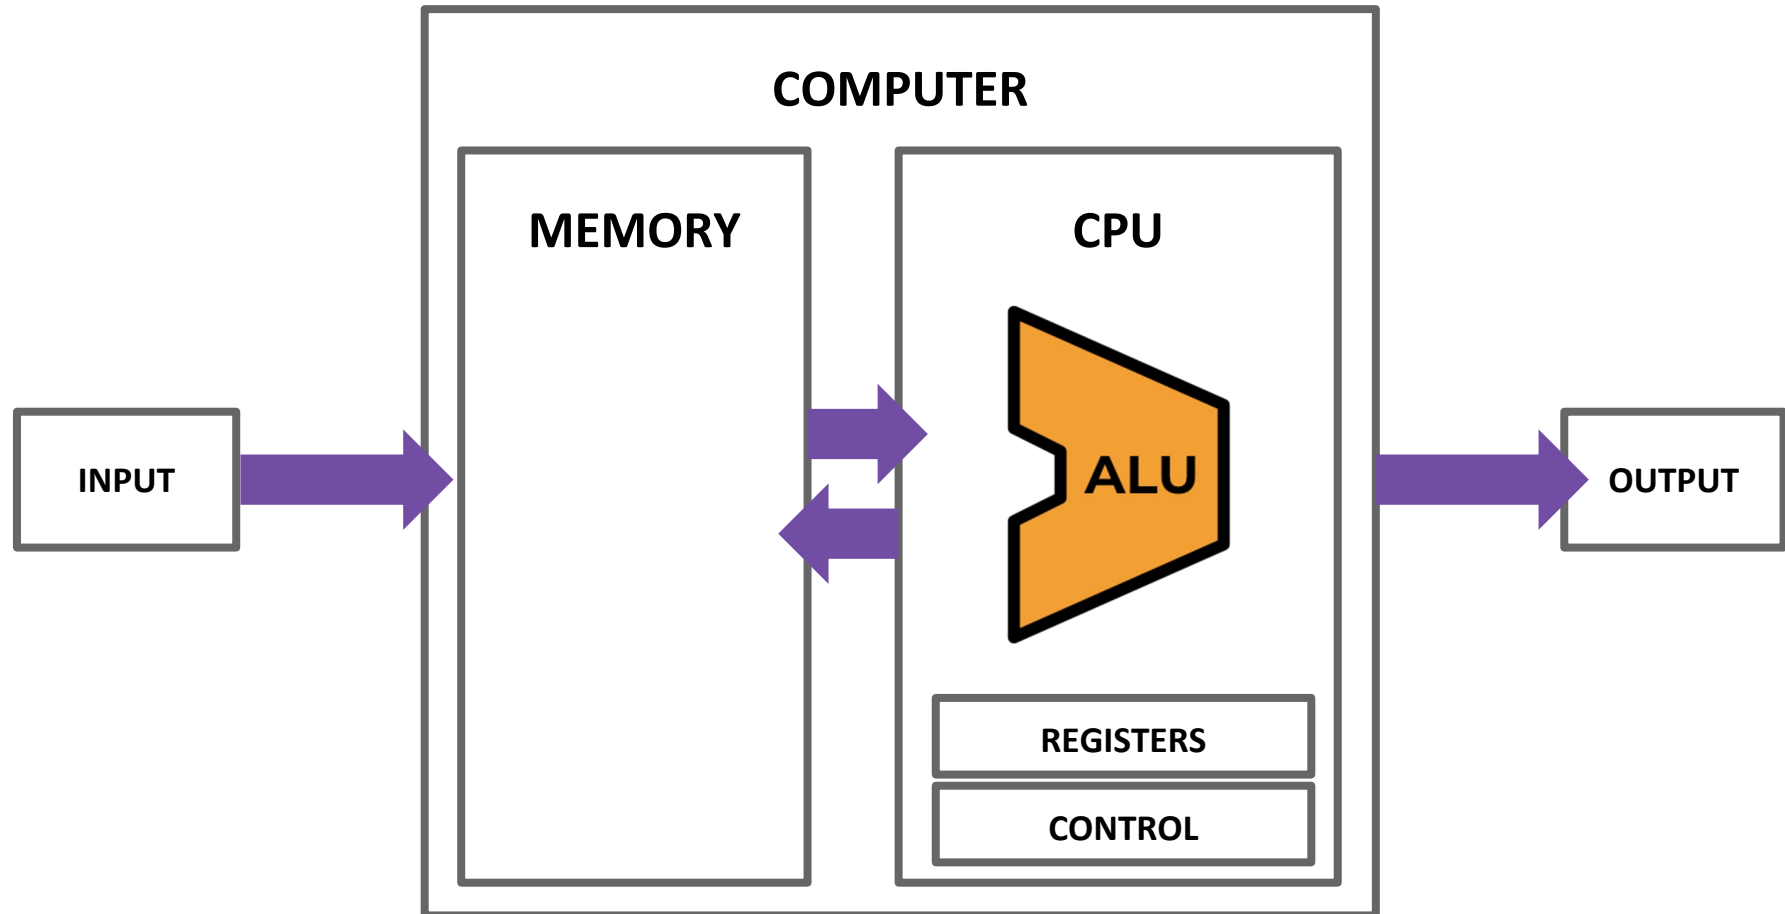 COMPUTER
MEMORY
CPU
INPUT
ALU
OUTPUT
REGISTERS
CONTROL